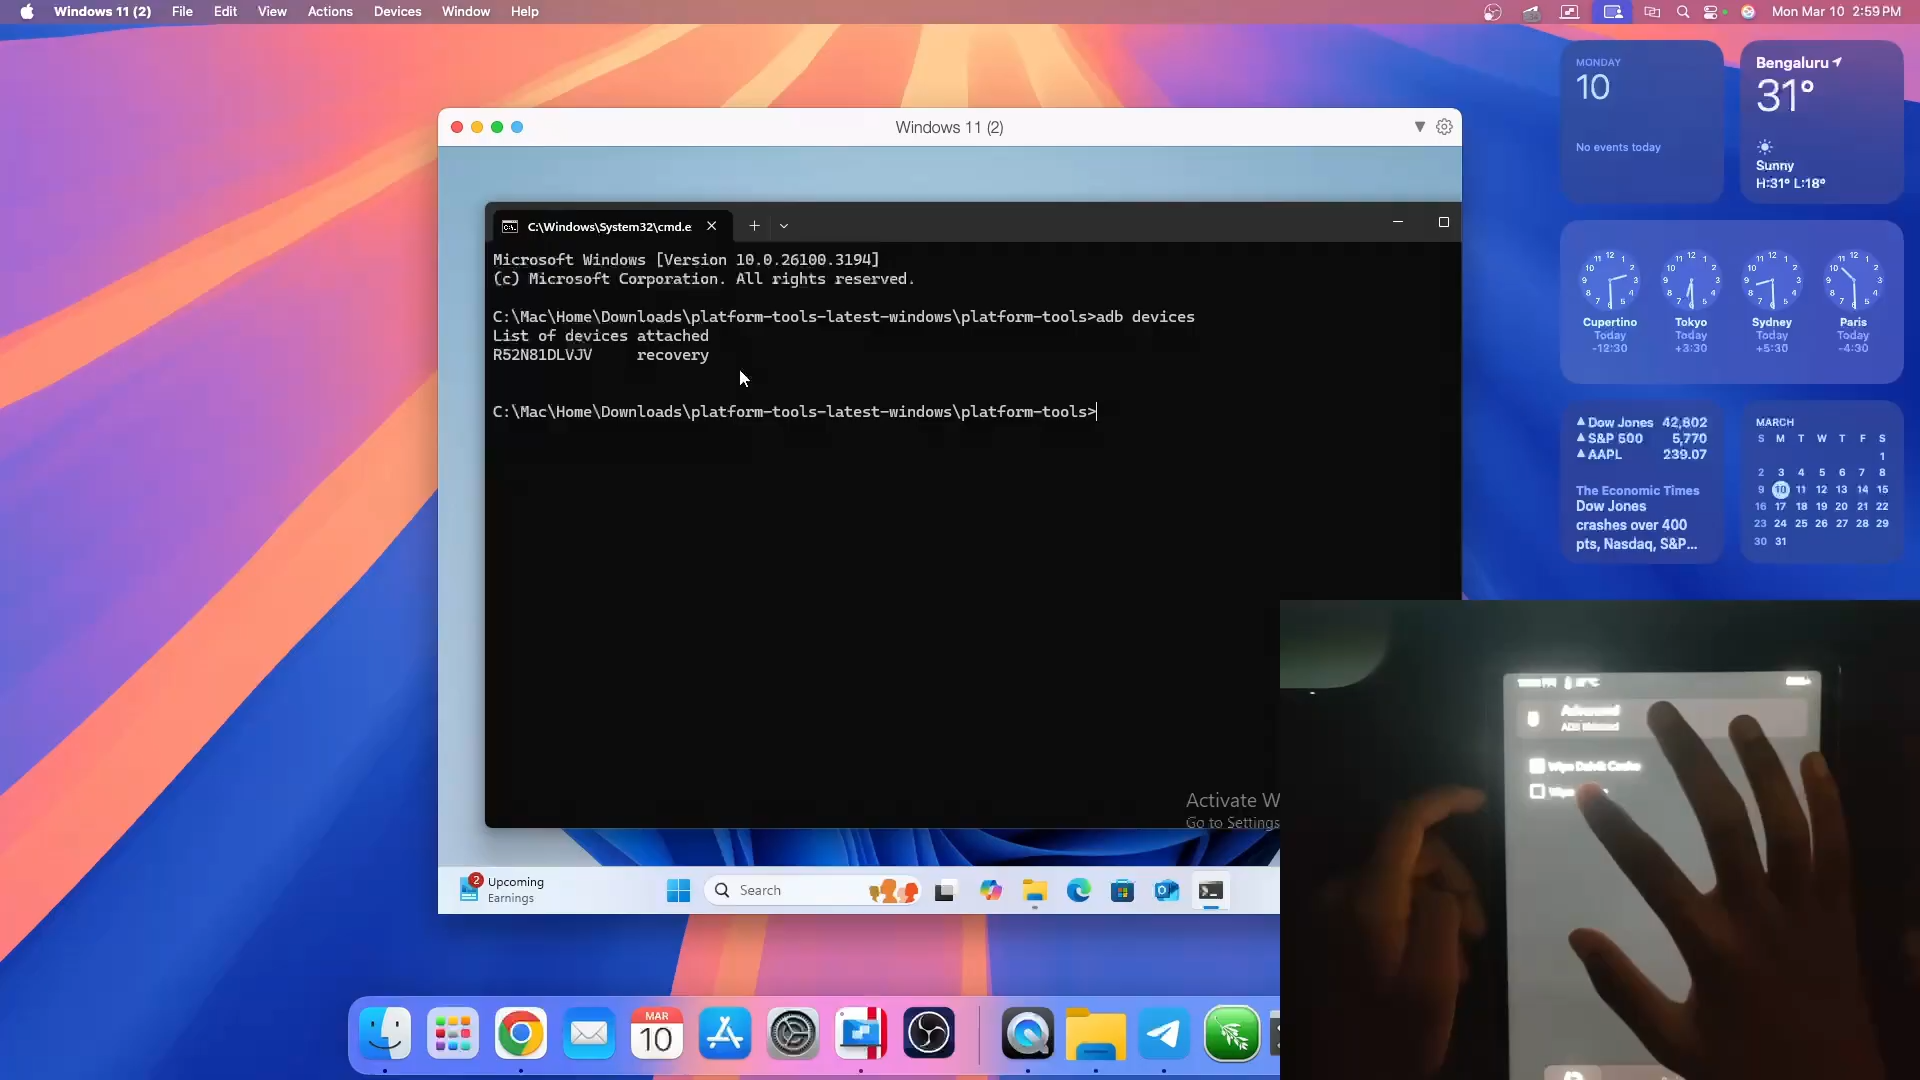 Windows 11 (2) File Edit View Actions Devices Window Help
Mon Mar 10 2:59 PM
MONDAY
10
No events today
Bengaluru
31°
Sunny
H:31° L:18°
Windows 11 (2)
C:\Windows\System32\cmd.e
Microsoft Windows [Version 10.0.26100.3194]
(c) Microsoft Corporation. All rights reserved.
C:\Mac\Home\Downloads\platform-tools-latest-windows\platform-tools>adb devices
List of devices attached
R52N81DLVJV recovery
C:\Mac\Home\Downloads\platform-tools-latest-windows\platform-tools>
Cupertino Tokyo Sydney Paris
Today Today Today Today
-12:30 +3:30 +5:30 -4:30
Dow Jones 42,802
S&P 500 5,770
AAPL 239.07
The Economic Times
Dow Jones
crashes over 400
pts, Nasdaq, S&P...
MARCH
S M T W T F S
1
2 3 4 5 6 7 8
9 10 11 12 13 14 15
16 17 18 19 20 21 22
23 24 25 26 27 28 29
30 31
Advanced
Wipe Dalvik Cache
Wipe
Activate W
Go to Settings
2
Upcoming
Earnings
Search
MAR
10